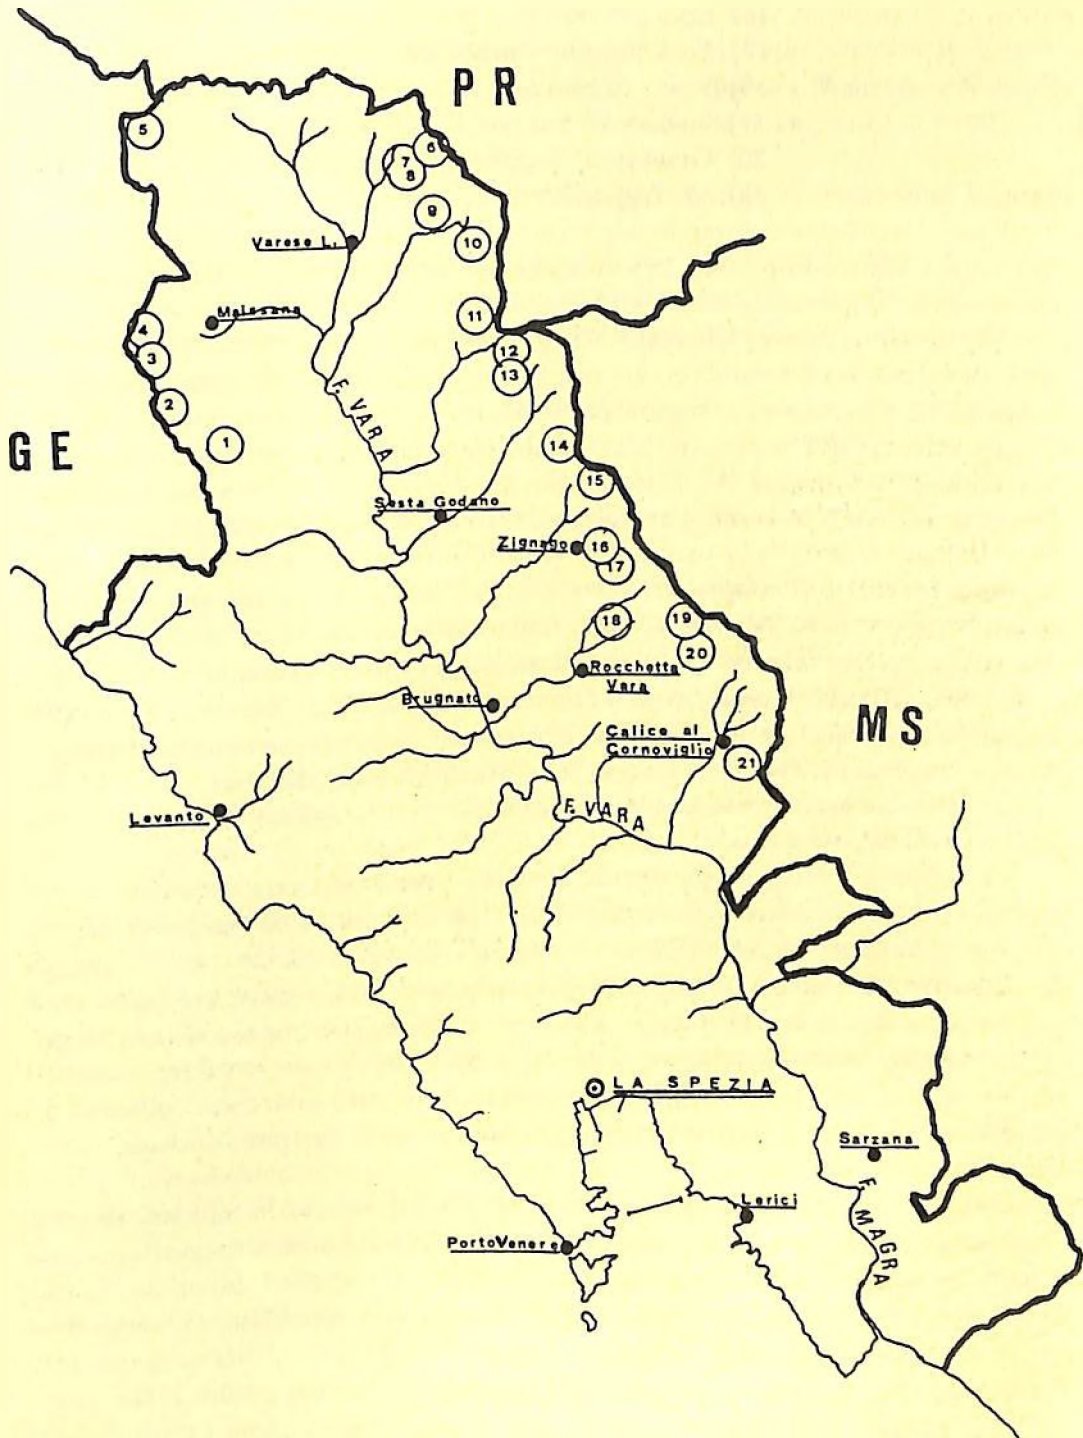 PR
5
6
7
8
9
Varese L.
10
Maissana
11
4
12
3
13
2
F. VARA
1
14
GE
15
Sesta Godano
Zignago
16
17
18
19
20
Rocchetta
Vara
Brugnato
MS
Calice al
Cornoviglio
21
Levanto
F. VARA
LA SPEZIA
Sarzana
F. MAGRA
Lerici
PortoVenere